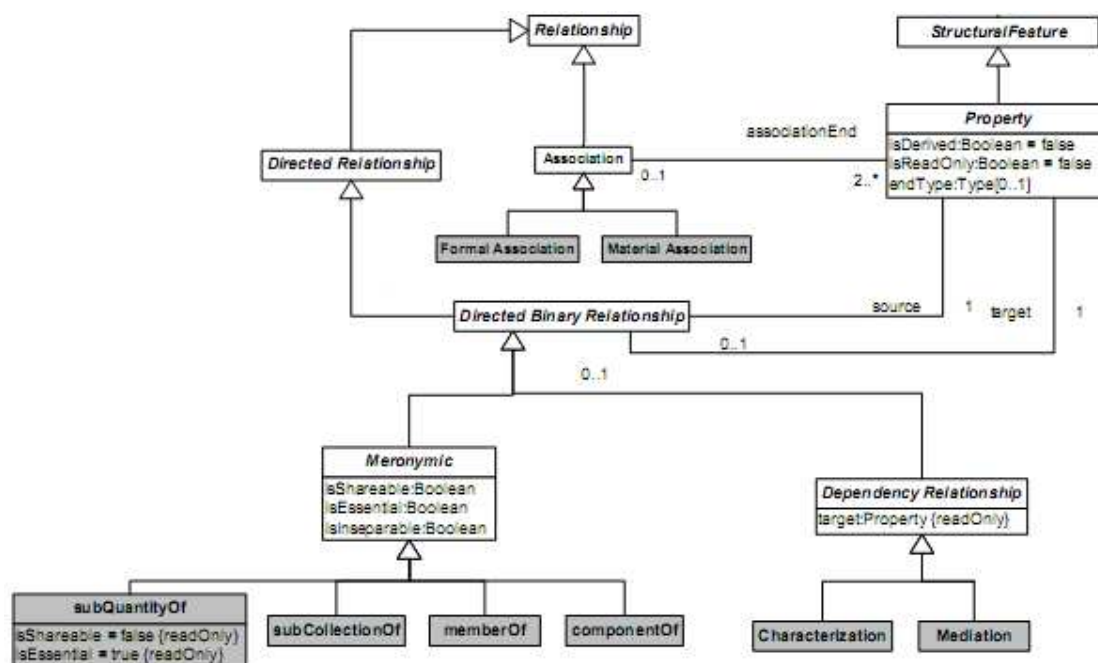 Relationship
StructuralFeature
Property
isDerived:Boolean = false
isReadOnly:Boolean = false
endType:Type[0..1]
associationEnd
Directed Relationship
Association
0..1
2..*
Formal Association
Material Association
Directed Binary Relationship
source
1
target
1
0..1
0..1
Meronymic
isShareable:Boolean
isEssential:Boolean
isInseparable:Boolean
Dependency Relationship
target:Property {readOnly}
subQuantityOf
isShareable = false {readOnly}
isEssential = true {readOnly}
subCollectionOf
memberOf
componentOf
Characterization
Mediation